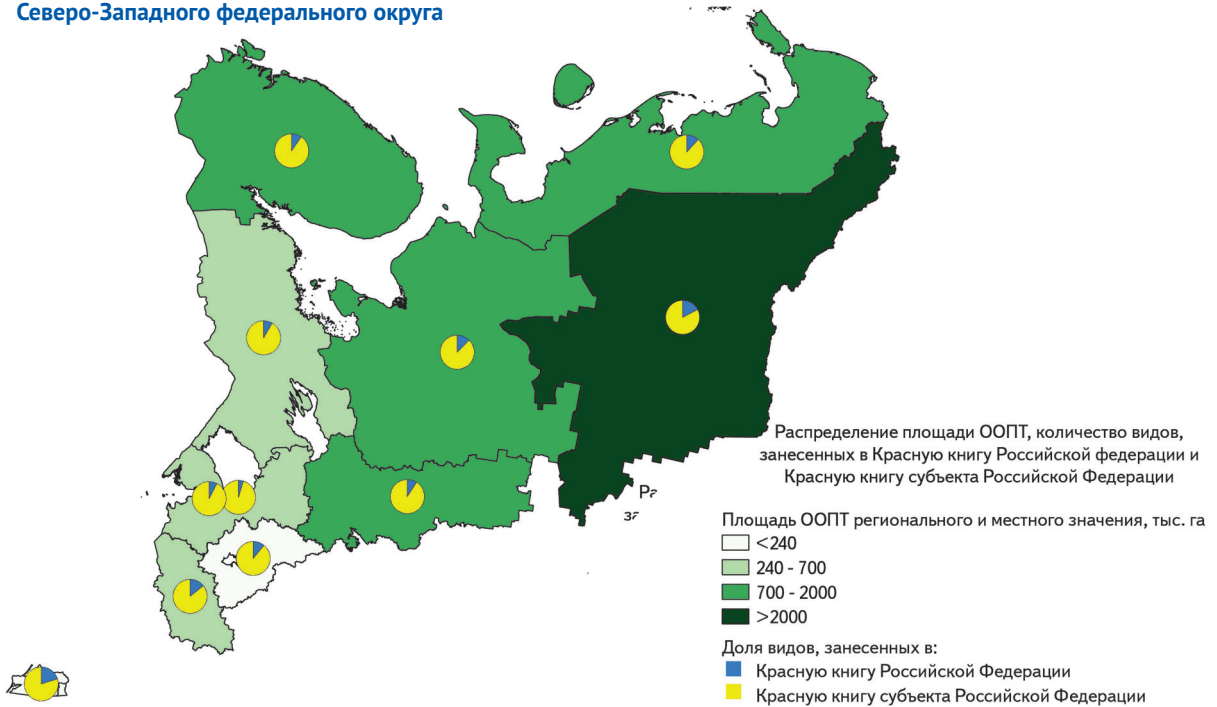 Северо-Западного федерального округа
Распределение площади ООПТ, количество видов,
занесенных в Красную книгу Российской федерации и
Красную книгу субъекта Российской Федерации
Площадь ООПТ регионального и местного значения, тыс. га
<240
240 - 700
700 - 2000
>2000
Доля видов, занесенных в:
Красную книгу Российской Федерации
Красную книгу субъекта Российской Федерации